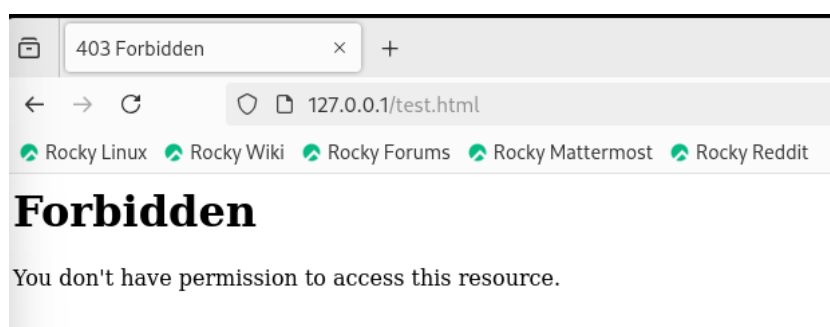 403 Forbidden
127.0.0.1/test.html
Rocky Linux Rocky Wiki Rocky Forums Rocky Mattermost Rocky Reddit
Forbidden
You don't have permission to access this resource.